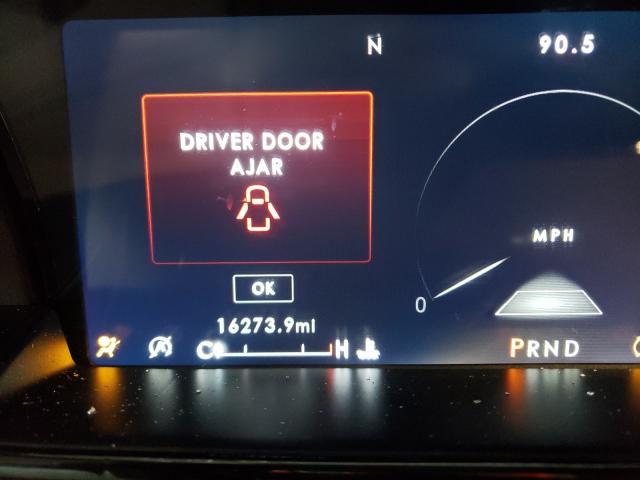 N 90.5
DRIVER DOOR
AJAR
OK
MPH
0
16273.9mi
C H
PRND